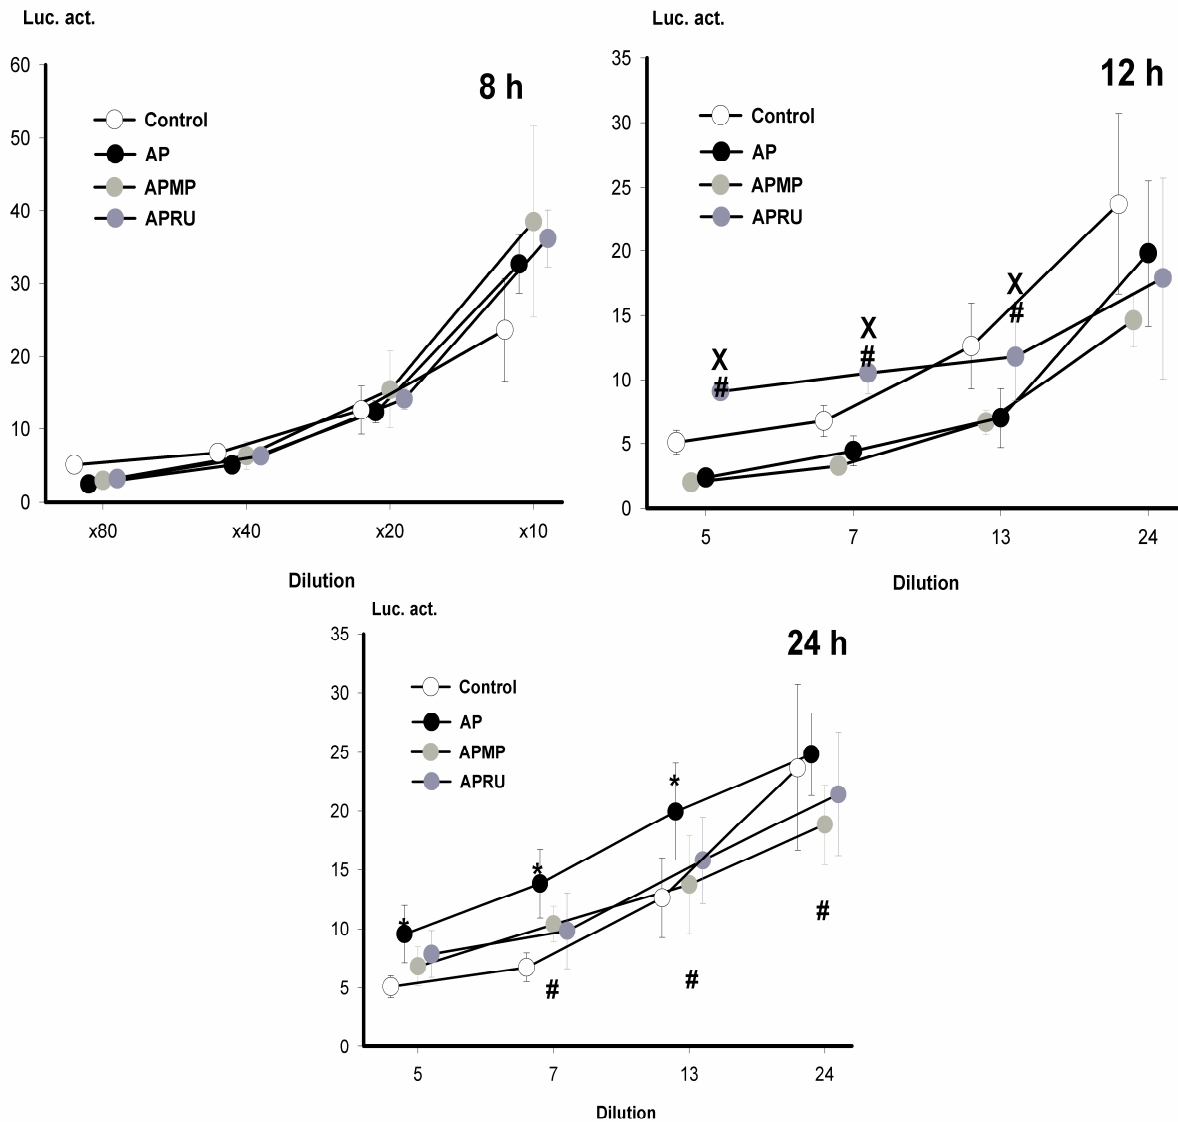 Luc. act.
60
50
40
30
20
10
0
8 h
Control
AP
APMP
APRU
x80
x40
x20
x10
Dilution
Luc. act.
35
30
25
20
15
10
5
0
12 h
Control
AP
APMP
APRU
X
#
X
#
X
#
5
7
13
24
Dilution
Luc. act.
35
30
25
20
15
10
5
0
24 h
Control
AP
APMP
APRU
*
*
*
#
#
#
5
7
13
24
Dilution